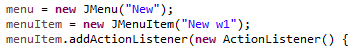 menu = new JMenu("New");
menuItem = new JMenuItem("New w1");
menuItem.addActionListener(new ActionListener() {